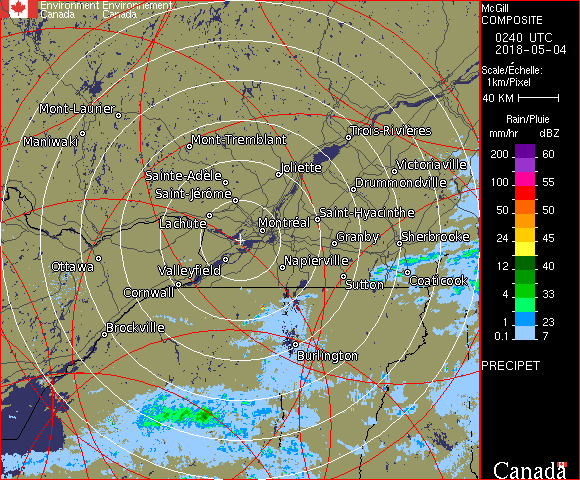 Environment Environnement
Canada Canada
McGill
COMPOSITE
0240 UTC
2018-05-04
Scale/Échelle:
1km/Pixel
40 KM
Rain/Pluie
mm/hr dBZ
200 60
100 55
50 50
24 45
12 40
4 33
1 23
0.1 7
PRECIPET
Canada
Mont-Laurier
Maniwaki
Mont-Tremblant
Trois-Rivières
Sainte-Adèle
Joliette
Victoriaville
Saint-Jérôme
Drummondville
Lachute
Montréal
Saint-Hyacinthe
Granby
Sherbrooke
Ottawa
Valleyfield
Napierville
Cornwall
Sutton
Coaticook
Brockville
Burlington